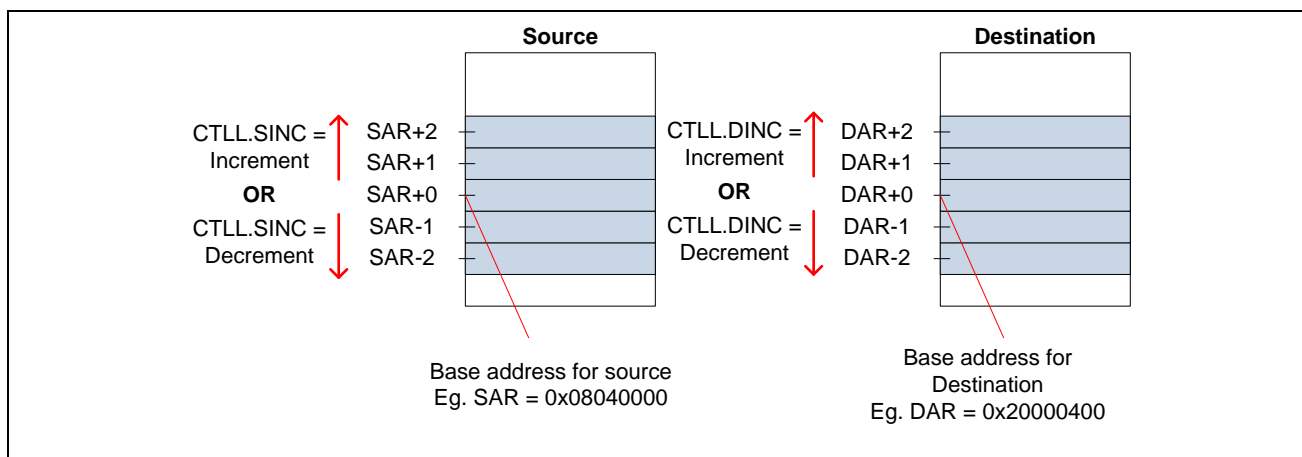 Source
CTLL.SINC =
Increment
OR
CTLL.SINC =
Decrement
SAR+2
SAR+1
SAR+0
SAR-1
SAR-2
Base address for source
Eg. SAR = 0x08040000
Destination
CTLL.DINC =
Increment
OR
CTLL.DINC =
Decrement
DAR+2
DAR+1
DAR+0
DAR-1
DAR-2
Base address for
Destination
Eg. DAR = 0x20000400